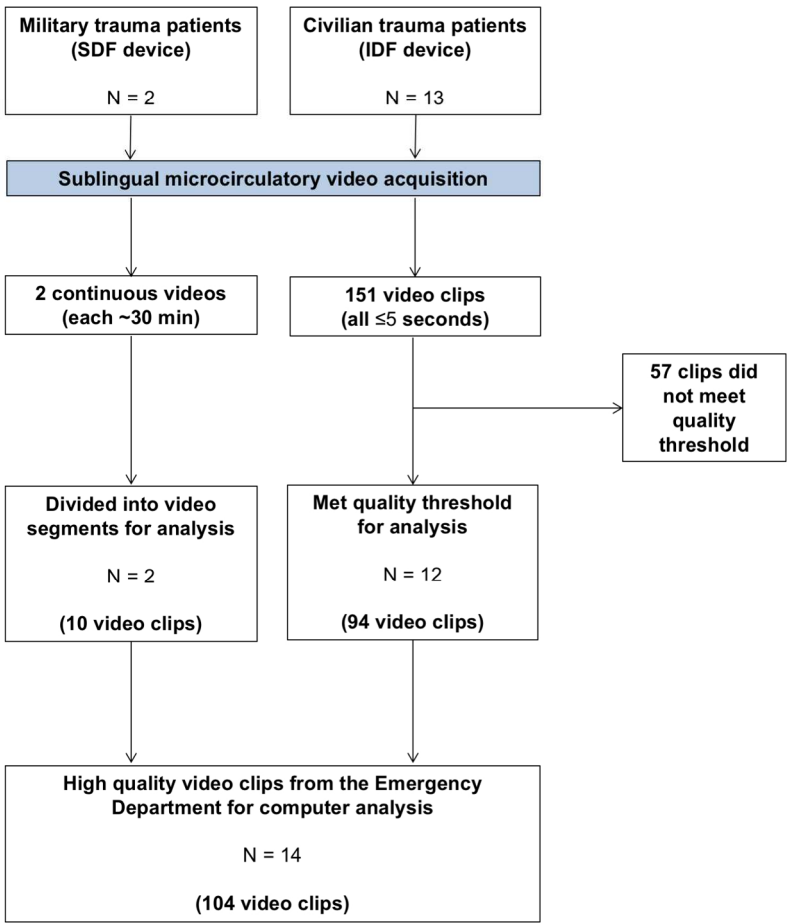 Military trauma patients
(SDF device)
N = 2
Civilian trauma patients
(IDF device)
N = 13
Sublingual microcirculatory video acquisition
2 continuous videos
(each ~30 min)
151 video clips
(all ≤5 seconds)
57 clips did
not meet
quality
threshold
Divided into video
segments for analysis
N = 2
(10 video clips)
Met quality threshold
for analysis
N = 12
(94 video clips)
High quality video clips from the Emergency
Department for computer analysis
N = 14
(104 video clips)